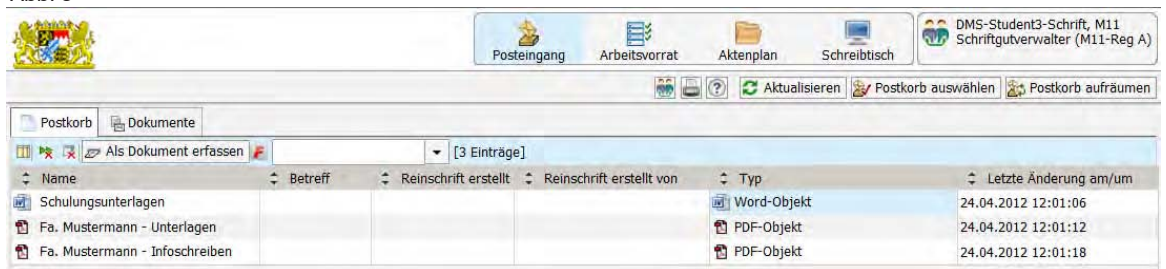 DMS-Student3-Schrift, M11
Schriftgutverwalter (M11-Reg A)
Posteingang Arbeitsvorrat Aktenplan Schreibtisch
Aktualisieren Postkorb auswählen Postkorb aufräumen
Postkorb Dokumente
Als Dokument erfassen [3 Einträge]
Name Betreff Reinschrift erstellt Reinschrift erstellt von Typ Letzte Änderung am/um
Schulungsunterlagen Word-Objekt 24.04.2012 12:01:06
Fa. Mustermann - Unterlagen PDF-Objekt 24.04.2012 12:01:12
Fa. Mustermann - Infoschreiben PDF-Objekt 24.04.2012 12:01:18